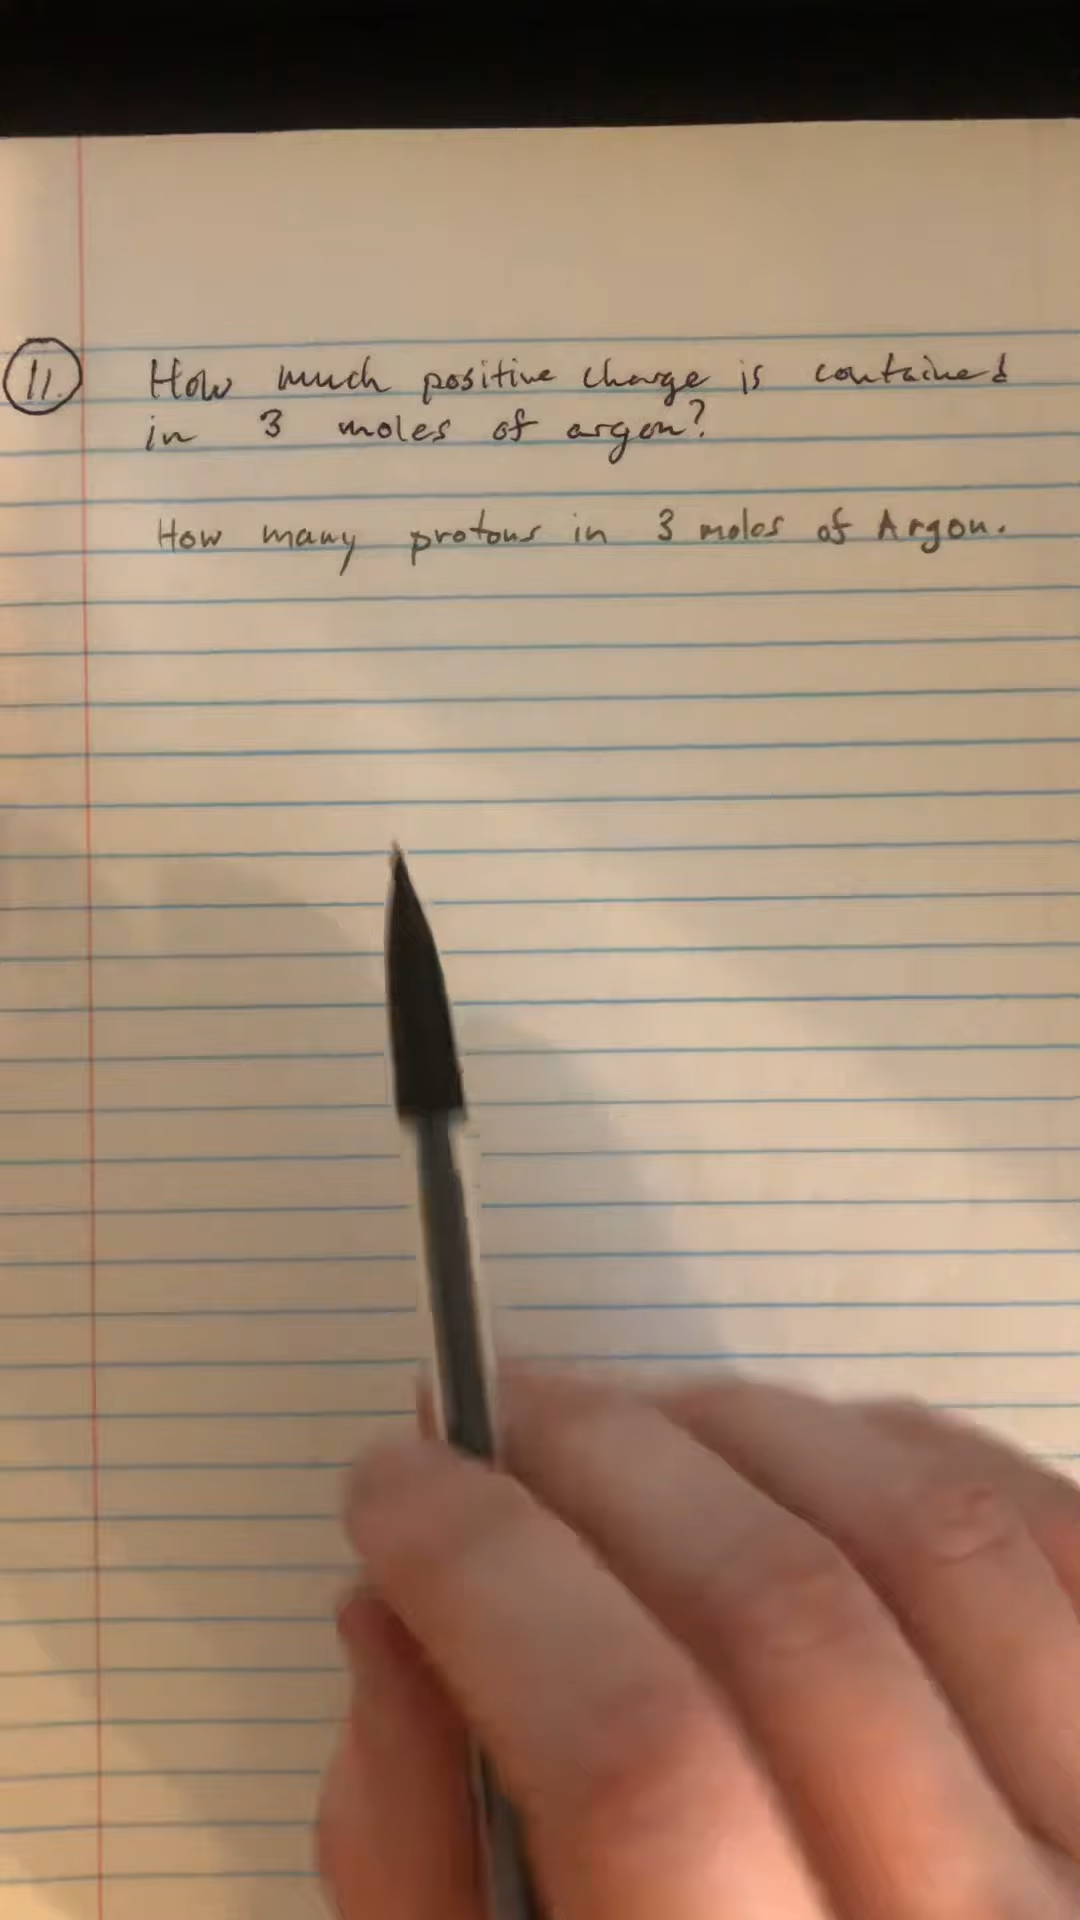 11. How much positive charge is contained
in 3 moles of argon?
How many protons in 3 moles of Argon.